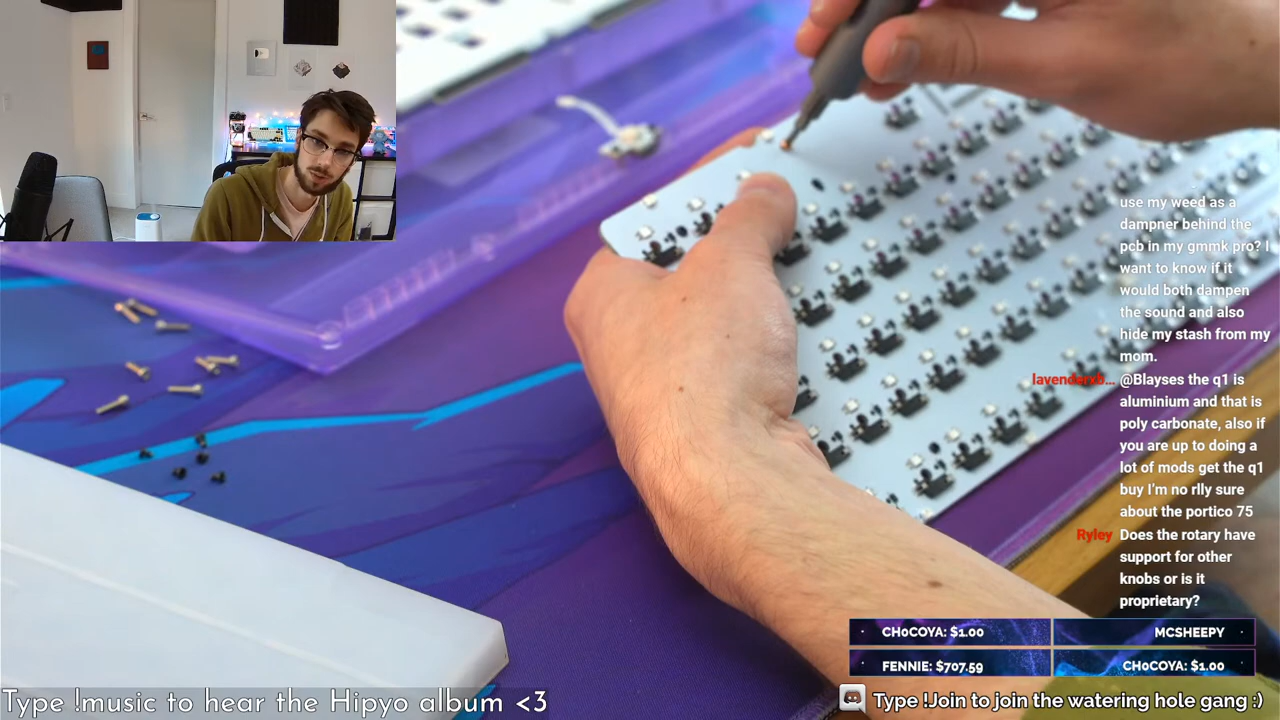 use my weed as a
dampner behind the
pcb in my gmmk pro? I
want to know if it
would both dampen
the sound and also
hide my stash from my
mom.
lavenderxb... @Blayses the q1 is
aluminium and that is
poly carbonate, also if
you are up to doing a
lot of mods get the q1
buy I'm no rlly sure
about the portico 75
Ryley Does the rotary have
support for other
knobs or is it
proprietary?
CH0COYA: $1.00
MCSHEEPY
FENNIE: $707.59
CH0COYA: $1.00
Type !music to hear the Hipyo album <3
Type !Join to join the watering hole gang :)